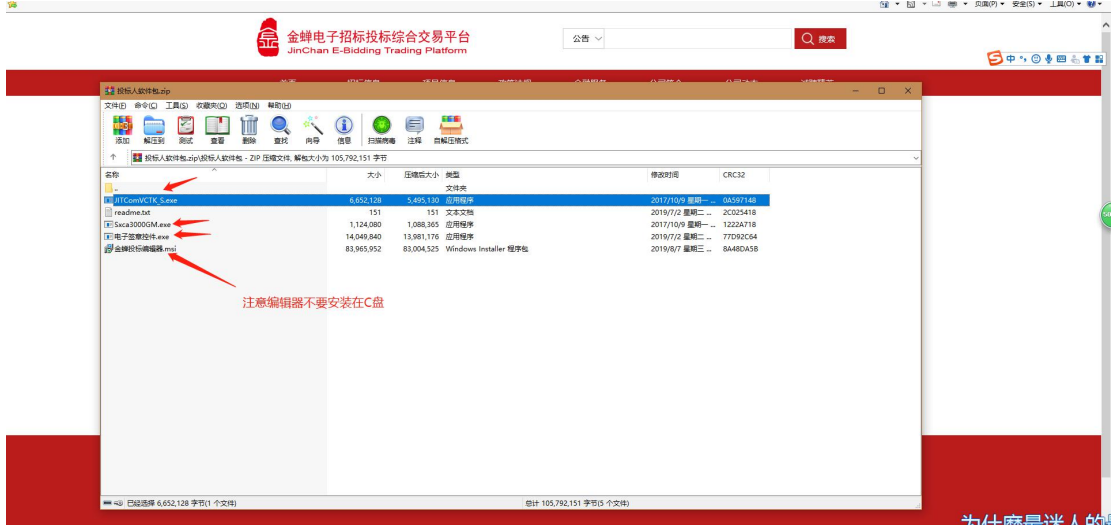 页面(P) 安全(S) 工具(O)
金蝉电子招标投标综合交易平台
JinChan E-Bidding Trading Platform
公告
搜索
中
投标人软件包.zip
文件(F) 命令(C) 工具(S) 收藏夹(O) 选项(N) 帮助(H)
添加 解压到 测试 查看 删除 查找 向导 信息 扫描病毒 注释 自解压格式
投标人软件包.zip\投标人软件包 - ZIP 压缩文件, 解包大小为 105,792,151 字节
名称 大小 压缩后大小 类型 修改时间 CRC32
.. 文件夹
JITComVCTK_S.exe 6,652,128 5,495,130 应用程序 2017/10/9 星期一 ... 0A597148
readme.txt 151 151 文本文档 2019/7/2 星期二 ... 2C025418
Sxca3000GM.exe 1,124,080 1,088,365 应用程序 2017/10/9 星期一 ... 1222A718
电子签章控件.exe 14,049,840 13,981,176 应用程序 2019/7/2 星期二 ... 77D92C64
金蝉投标编辑器.msi 83,965,952 83,004,525 Windows Installer 程序包 2019/8/7 星期三 ... 8A48DA5B
注意编辑器不要安装在C盘
已经选择 6,652,128 字节(1 个文件)
总计 105,792,151 字节(5 个文件)